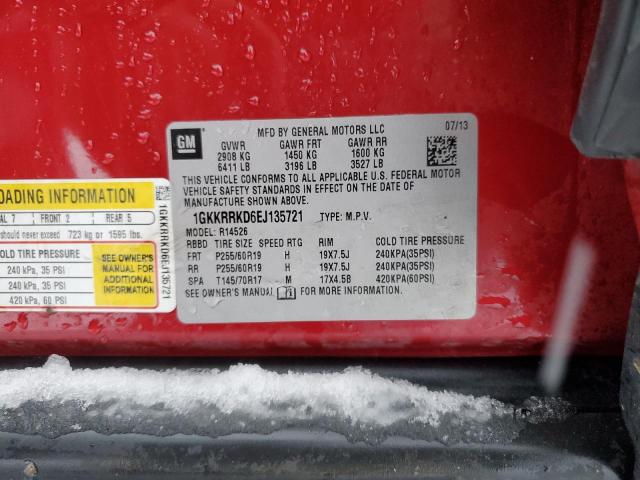 GM
MFD BY GENERAL MOTORS LLC
07/13
GVWR GAWR FRT GAWR RR
2908 KG 1450 KG 1600 KG
6411 LB 3196 LB 3527 LB
THIS VEHICLE CONFORMS TO ALL APPLICABLE U.S. FEDERAL MOTOR
VEHICLE SAFETY STANDARDS IN EFFECT ON THE DATE OF
MANUFACTURE SHOWN ABOVE.
1GKKRRKD6EJ135721 TYPE: M.P.V.
MODEL: R14526
RBBD TIRE SIZE SPEED RTG RIM COLD TIRE PRESSURE
FRT P255/60R19 H 19X7.5J 240KPA(35PSI)
RR P255/60R19 H 19X7.5J 240KPA(35PSI)
SPA T145/70R17 M 17X4.5B 420KPA(60PSI)
SEE OWNER'S MANUAL FOR MORE INFORMATION.
OADING INFORMATION
AL 7 FRONT 2 REAR 5
should never exceed 723 kg or 1595 lbs.
COLD TIRE PRESSURE
240 kPa, 35 PSI
240 kPa, 35 PSI
420 kPa, 60 PSI
SEE OWNER'S
MANUAL FOR
ADDITIONAL
INFORMATION
1GKKRRKD6EJ135721